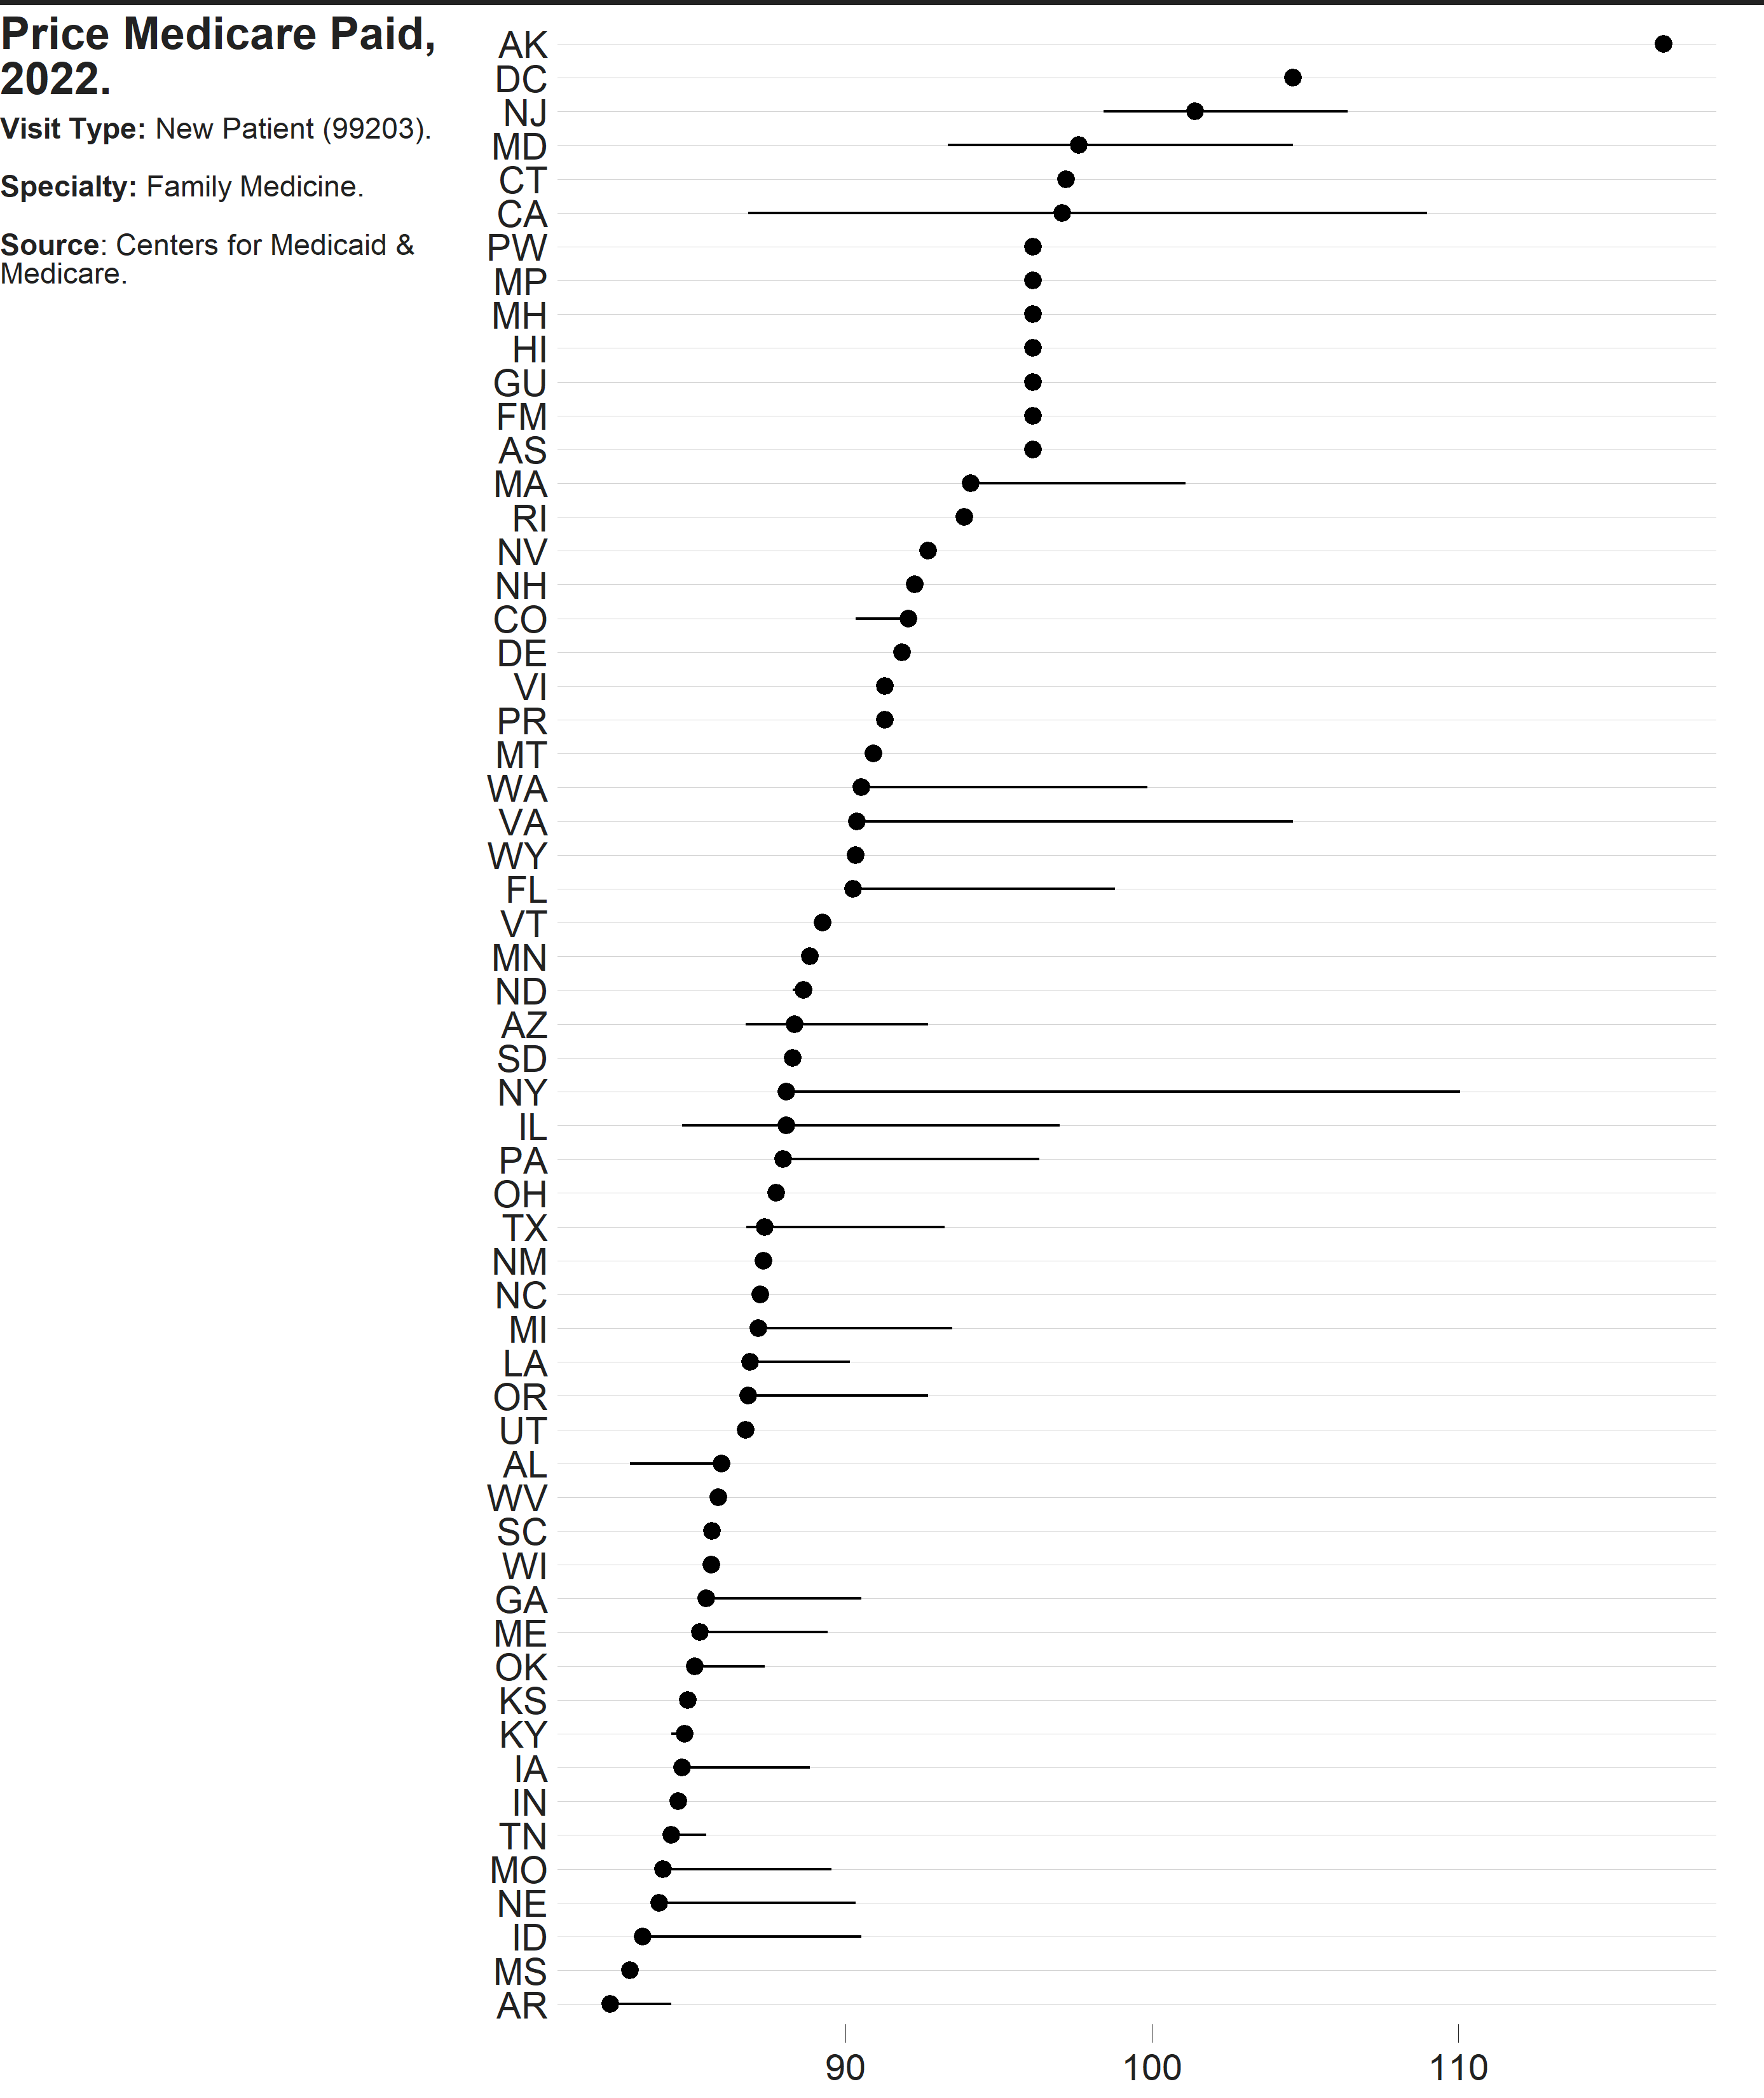 Price Medicare Paid,
2022.
Visit Type: New Patient (99203).
Specialty: Family Medicine.
Source: Centers for Medicaid &
Medicare.
AK
DC
NJ
MD
CT
CA
PW
MP
MH
HI
GU
FM
AS
MA
RI
NV
NH
CO
DE
VI
PR
MT
WA
VA
WY
FL
VT
MN
ND
AZ
SD
NY
IL
PA
OH
TX
NM
NC
MI
LA
OR
UT
AL
WV
SC
WI
GA
ME
OK
KS
KY
IA
IN
TN
MO
NE
ID
MS
AR
90 100 110